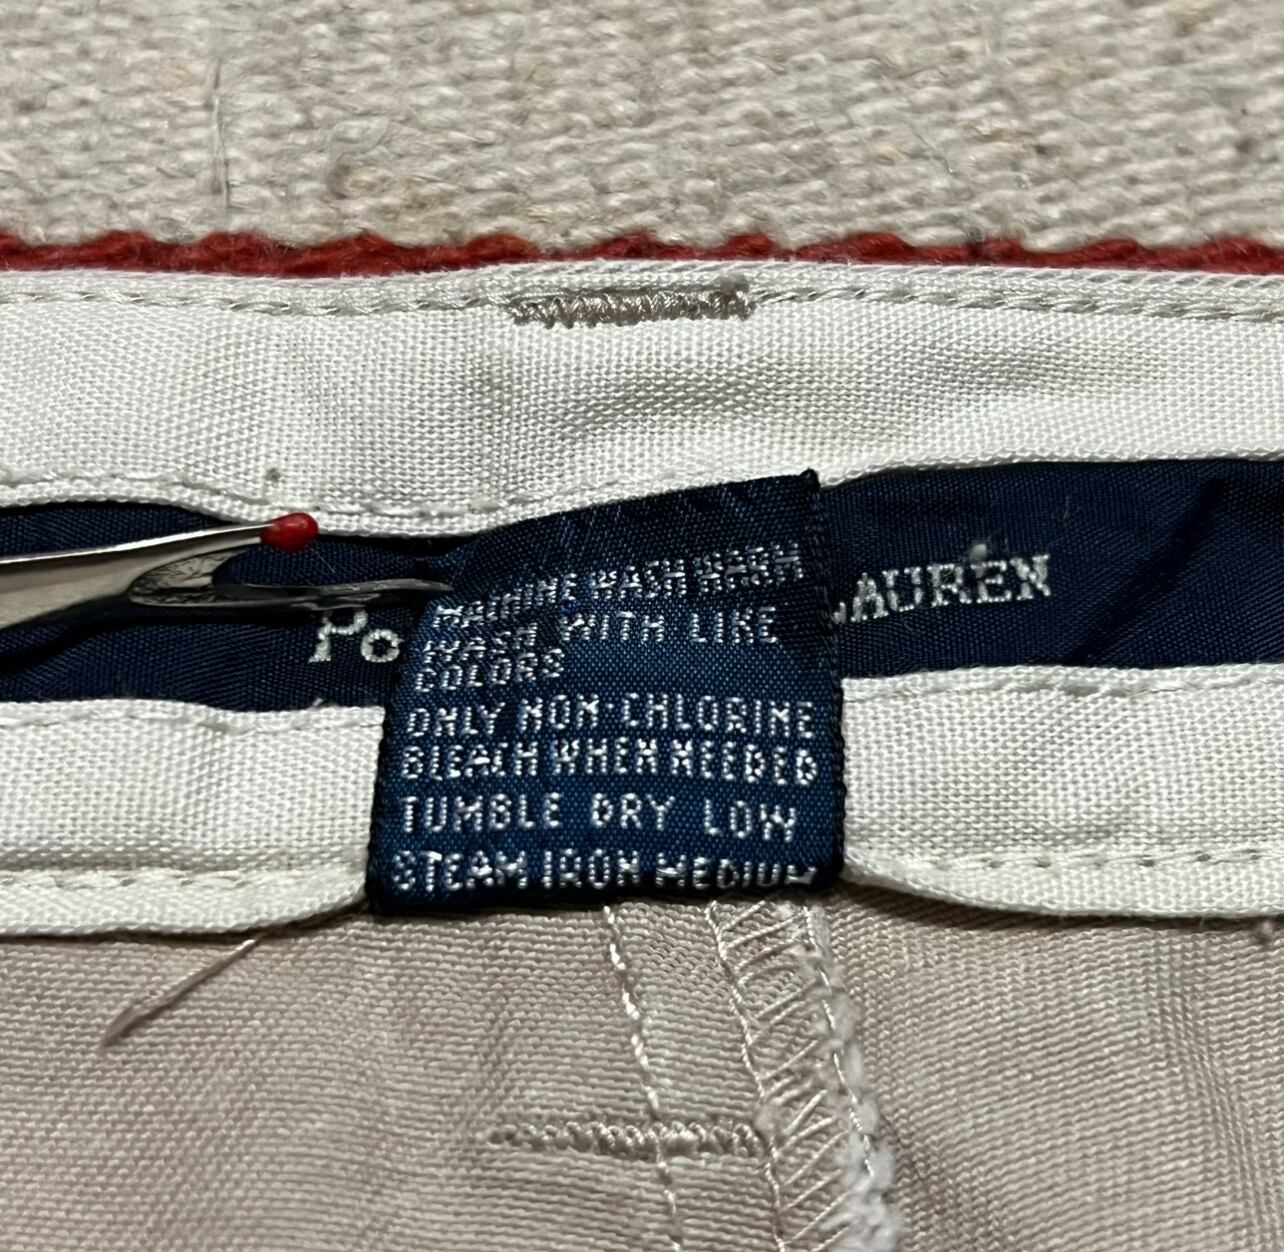 MACHINE WASH WARM
WASH WITH LIKE
COLORS
ONLY NON-CHLORINE
BLEACH WHEN NEEDED
TUMBLE DRY LOW
STEAM IRON MEDIUM
Po LAUREN